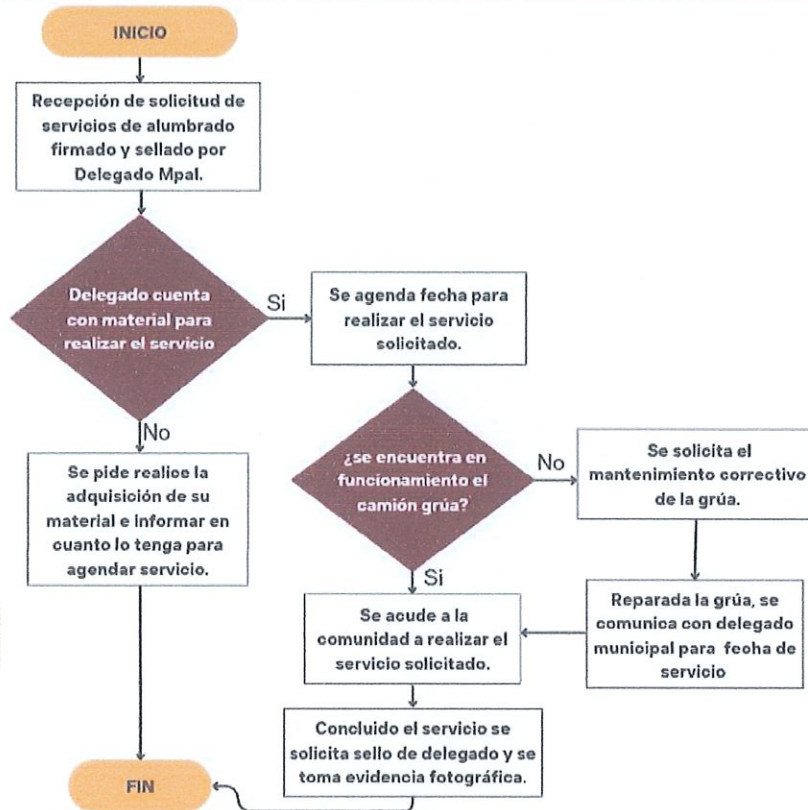 INICIO
Recepción de solicitud de
servicios de alumbrado
firmado y sellado por
Delegado Mpal.
Delegado cuenta
con material para
realizar el servicio
Si
Se agenda fecha para
realizar el servicio
solicitado.
No
Se pide realice la
adquisición de su
material e informar en
cuanto lo tenga para
agendar servicio.
¿se encuentra en
funcionamiento el
camión grúa?
No
Se solicita el
mantenimiento correctivo
de la grúa.
Si
Se acude a la
comunidad a realizar el
servicio solicitado.
Reparada la grúa, se
comunica con delegado
municipal para fecha de
servicio
Concluido el servicio se
solicita sello de delegado y se
toma evidencia fotográfica.
FIN